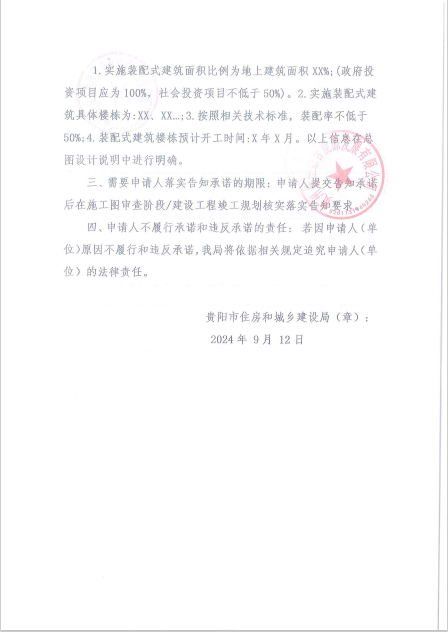 1.实施装配式建筑面积比例为地上建筑面积 XX%;(政府投
资项目应为 100%，社会投资项目不低于 50%)。2.实施装配式建
筑具体楼栋为:XX、XX…;3.按照相关技术标准，装配率不低于
50%;4.装配式建筑楼栋预计开工时间:X 年 X 月。以上信息在总
图设计说明中进行明确。
三、需要申请人落实告知承诺的期限：申请人提交告知承诺
后在施工图审查阶段/建设工程竣工规划核实落实告知要求
四、申请人不履行承诺和违反承诺的责任： 若因申请人（单
位)原因不履行和违反承诺,我局将依据相关规定追究申请人(单
位）的法律责任。
贵阳市住房和城乡建设局（章）：
2024 年 9 月 12 日